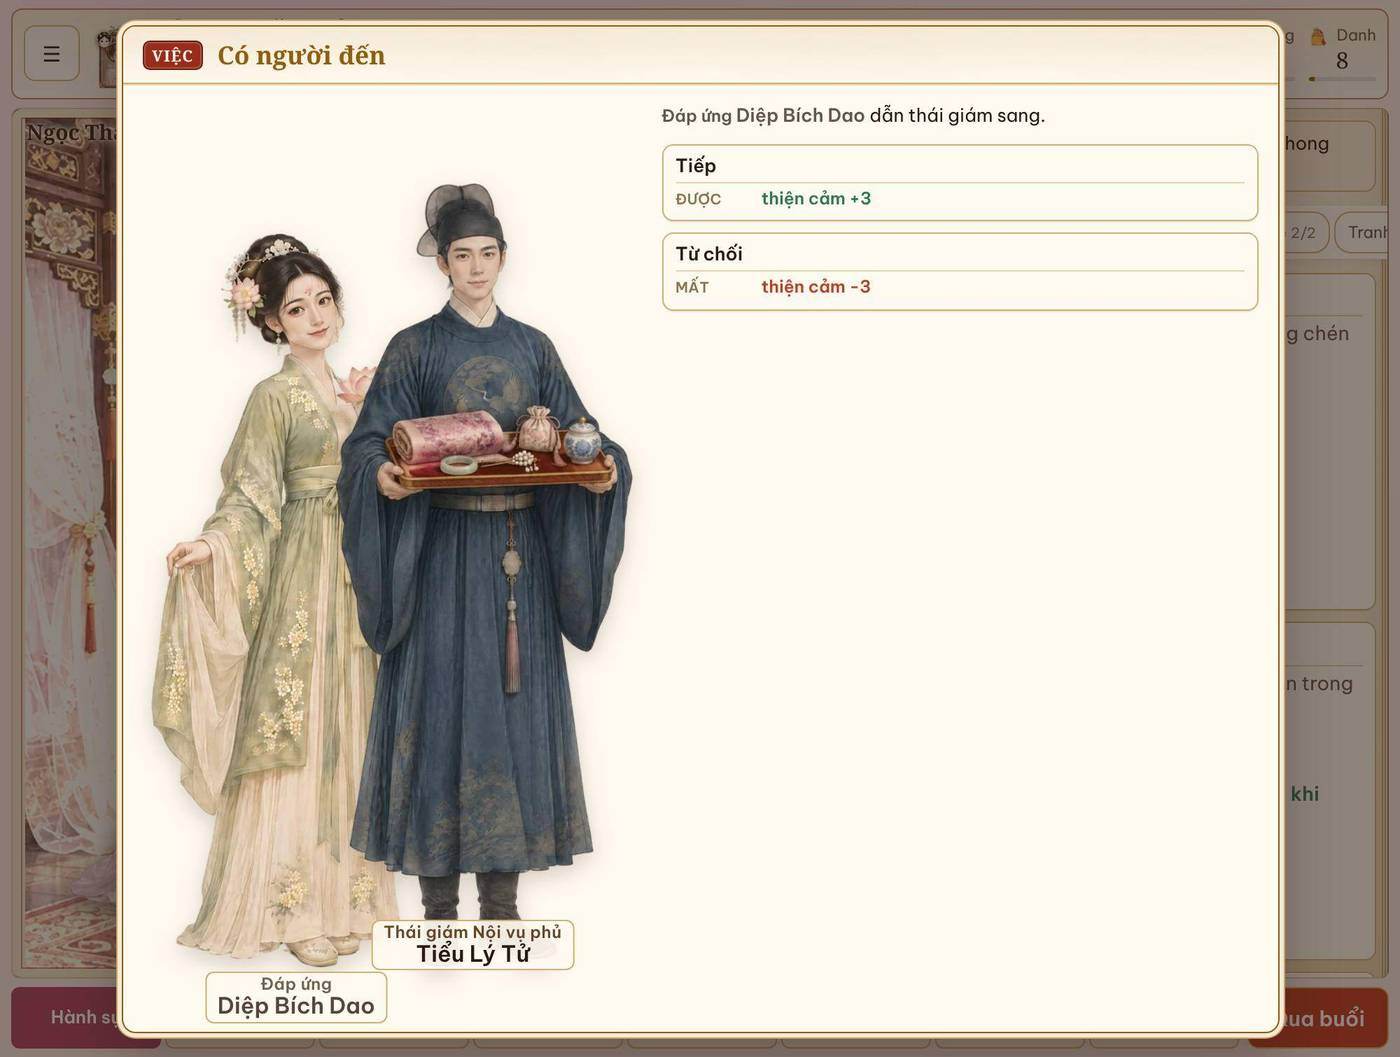 ☰
VIỆC
Có người đến
g
Danh
8
Ngọc Th
Đáp ứng Diệp Bích Dao dẫn thái giám sang.
Tiếp
ĐƯỢC thiện cảm +3
Từ chối
MẤT thiện cảm -3
hong
2/2
Tranh
g chén
n trong
khi
Thái giám Nội vụ phủ
Tiểu Lý Tử
Đáp ứng
Diệp Bích Dao
Hành sự
ua buổi